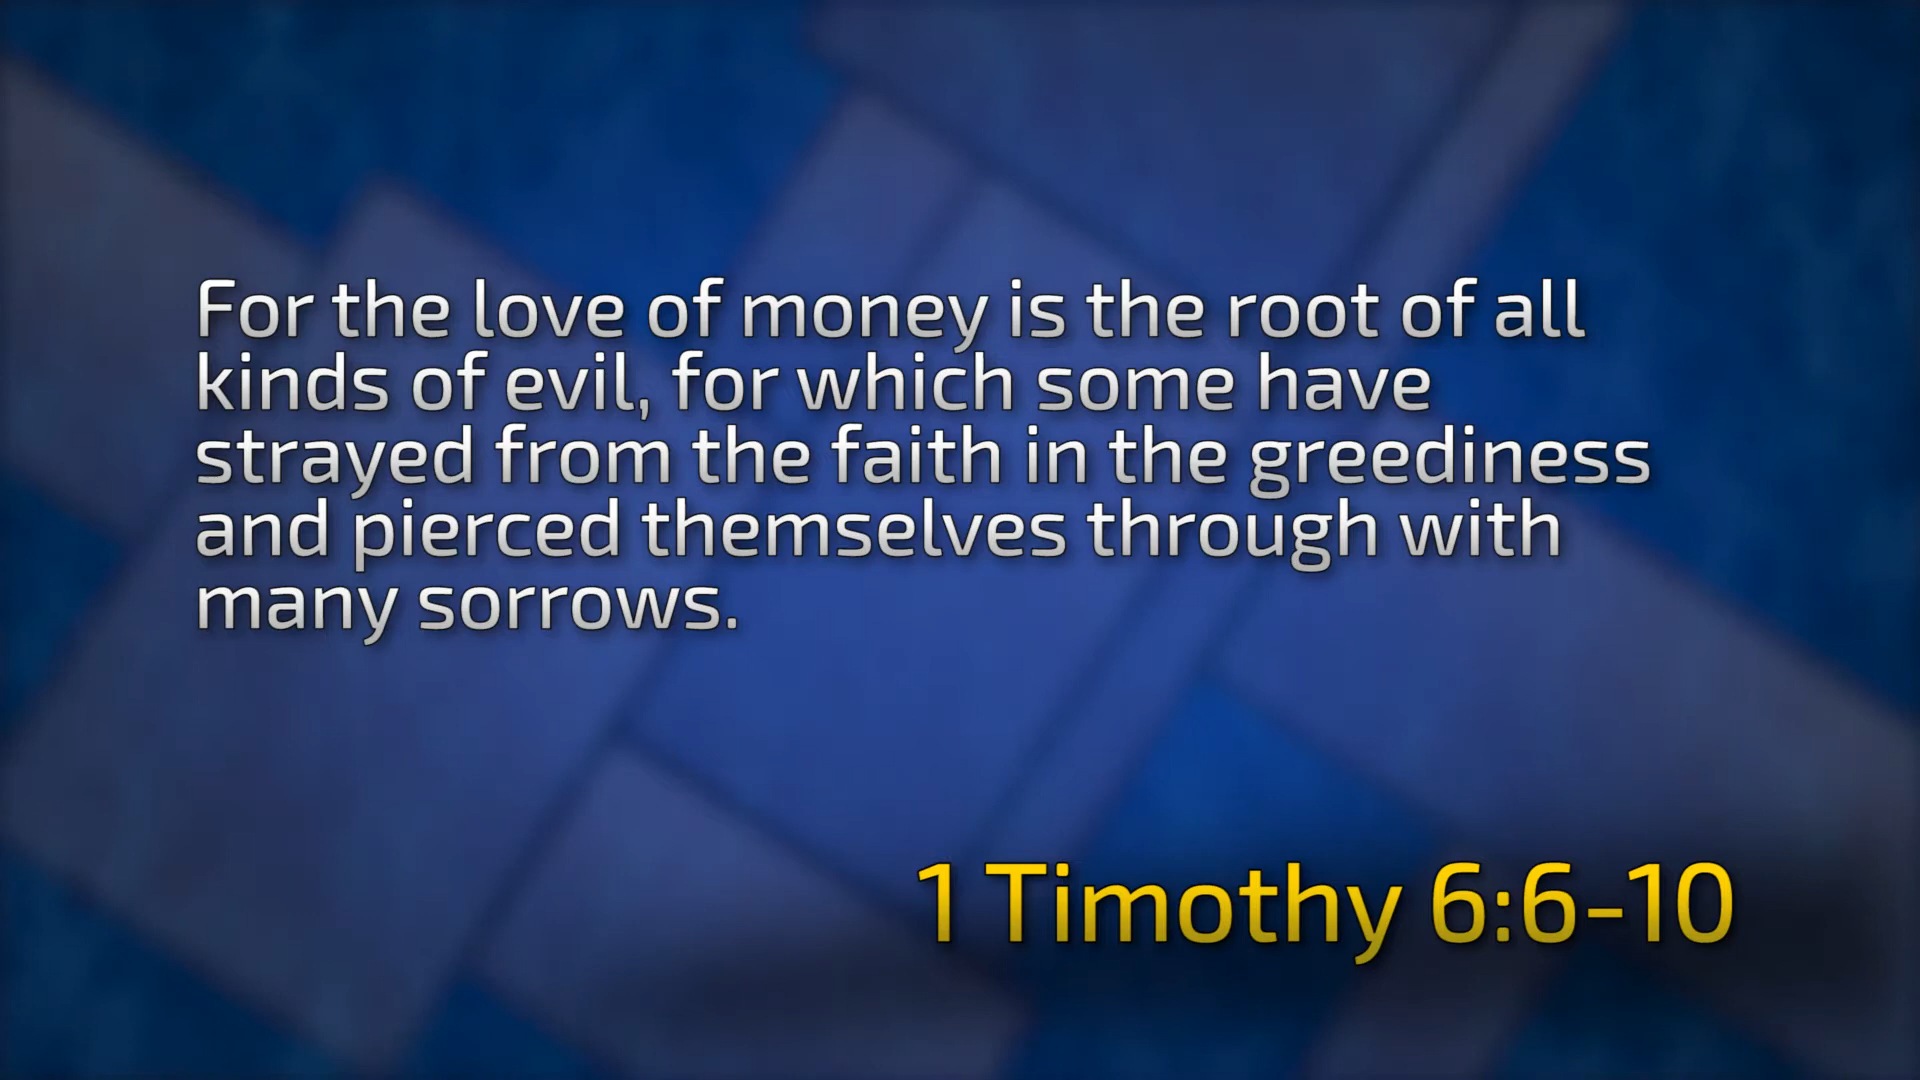 For the love of money is the root of all
kinds of evil, for which some have
strayed from the faith in the greediness
and pierced themselves through with
many sorrows.
1 Timothy 6:6-10